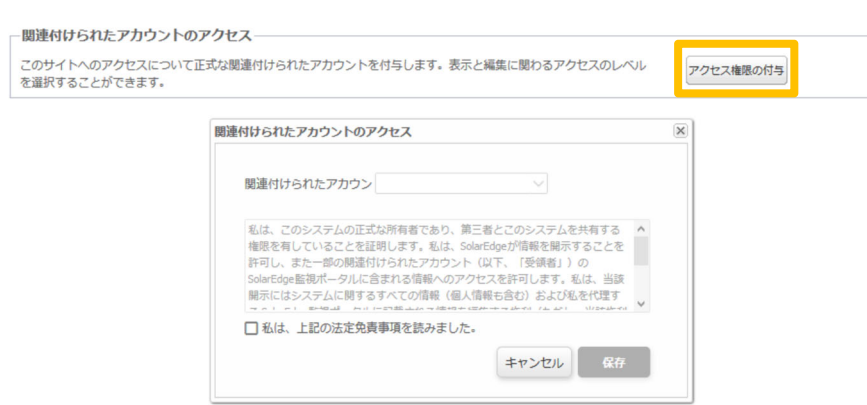 関連付けられたアカウントのアクセス
このサイトへのアクセスについて正式な関連付けられたアカウントを付与します。表示と編集に関わるアクセスのレベル
を選択することができます。
アクセス権限の付与
関連付けられたアカウントのアクセス
関連付けられたアカウン
私は、このシステムの正式な所有者であり、第三者とこのシステムを共有する
権限を有していることを証明します。私は、SolarEdgeが情報を開示することを
許可し、また一部の関連付けられたアカウント（以下、「受領者」）の
SolarEdge監視ポータルに含まれる情報へのアクセスを許可します。私は、当該
開示にはシステムに関するすべての情報（個人情報も含む）および私を代理す
私は、上記の法定免責事項を読みました。
キャンセル
保存